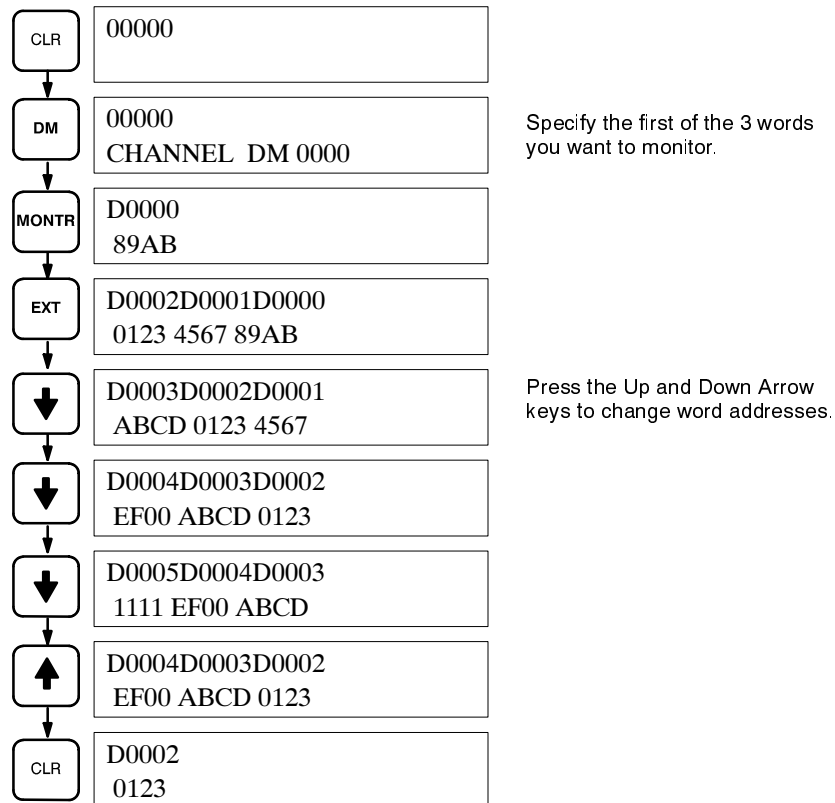 CLR
00000
DM
00000
CHANNEL DM 0000
Specify the first of the 3 words
you want to monitor.
MONTR
D0000
89AB
EXT
D0002D0001D0000
0123 4567 89AB
D0003D0002D0001
ABCD 0123 4567
Press the Up and Down Arrow
keys to change word addresses.
D0004D0003D0002
EF00 ABCD 0123
D0005D0004D0003
1111 EF00 ABCD
D0004D0003D0002
EF00 ABCD 0123
CLR
D0002
0123